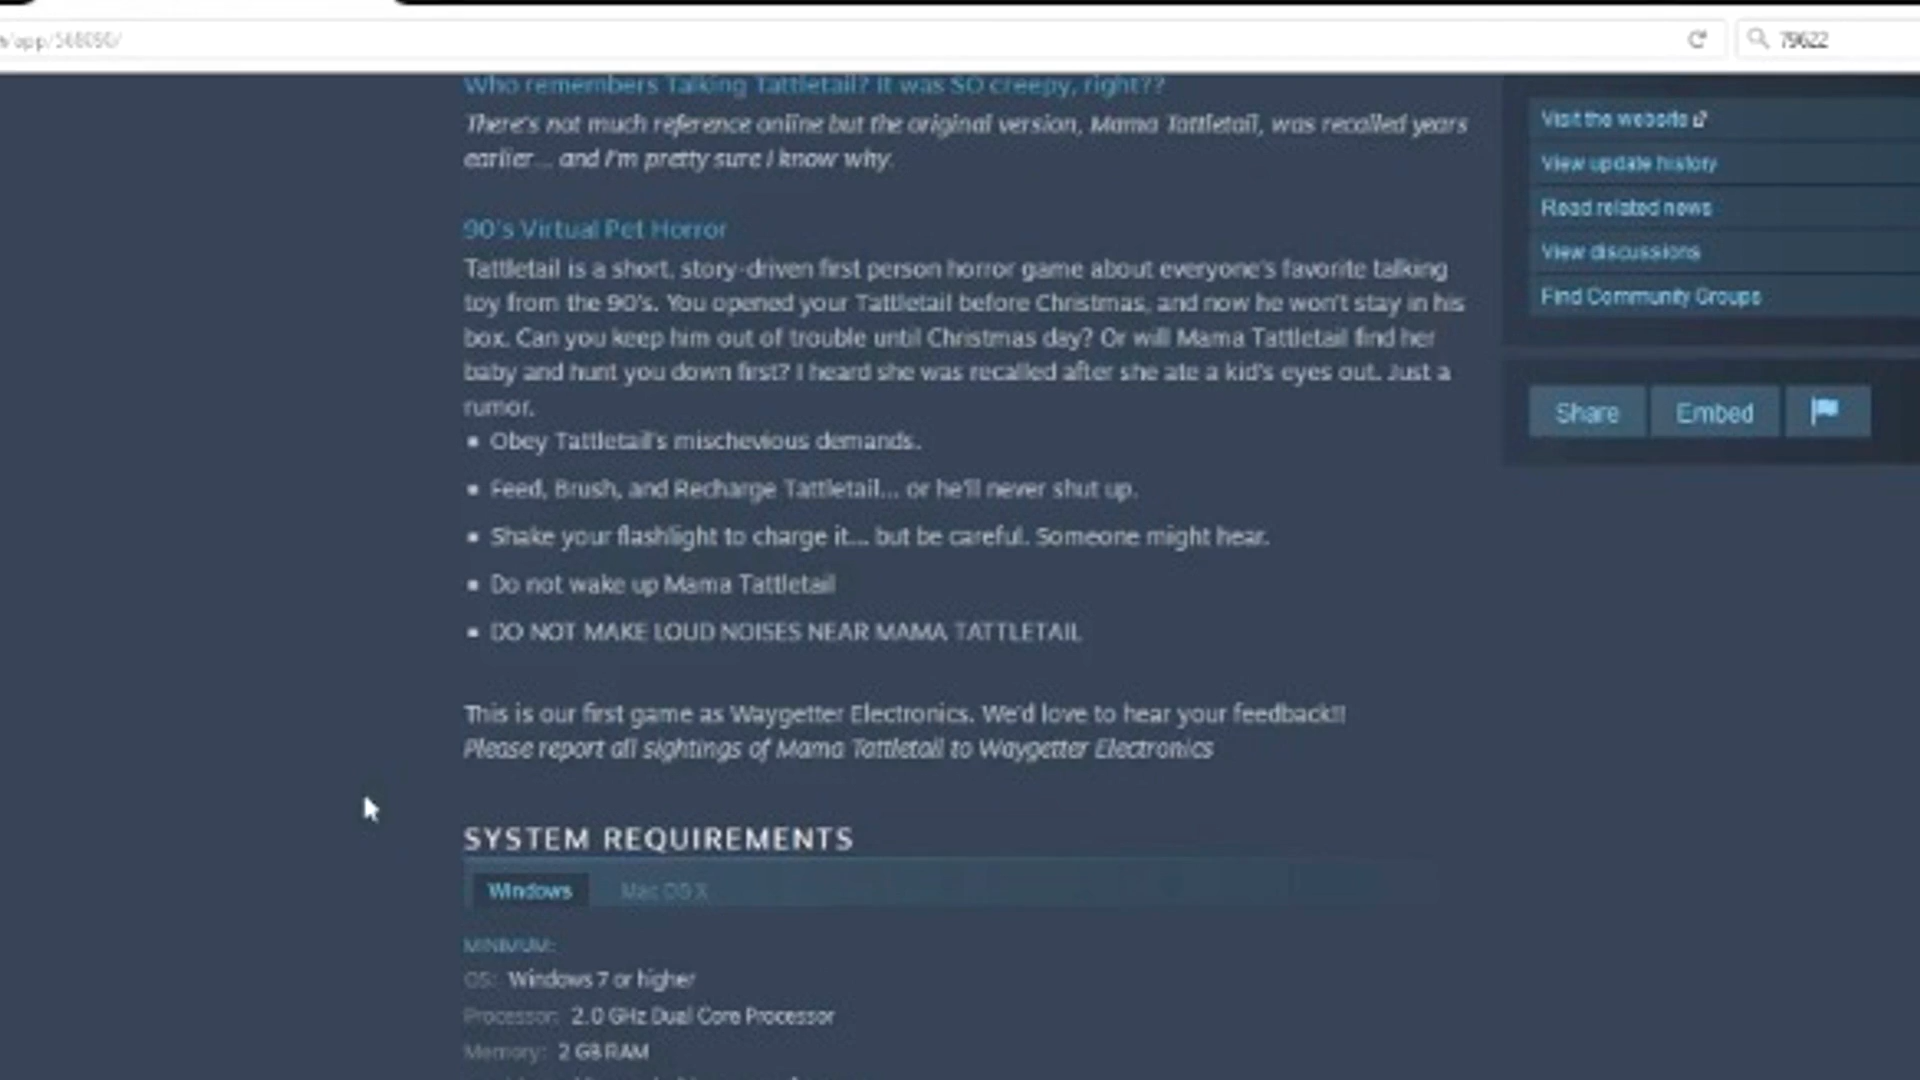 /app/568090/
79622
Who remembers Talking Tattletail? It was SO creepy, right??
There's not much reference online but the original version, Mama Tattletail, was recalled years
earlier... and I'm pretty sure I know why.
90's Virtual Pet Horror
Tattletail is a short, story-driven first person horror game about everyone's favorite talking
toy from the 90's. You opened your Tattletail before Christmas, and now he won't stay in his
box. Can you keep him out of trouble until Christmas day? Or will Mama Tattletail find her
baby and hunt you down first? I heard she was recalled after she ate a kid's eyes out. Just a
rumor.
▪ Obey Tattletail's mischevious demands.
▪ Feed, Brush, and Recharge Tattletail... or he'll never shut up.
▪ Shake your flashlight to charge it... but be careful. Someone might hear.
▪ Do not wake up Mama Tattletail
▪ DO NOT MAKE LOUD NOISES NEAR MAMA TATTLETAIL
This is our first game as Waygetter Electronics. We'd love to hear your feedback!!
Please report all sightings of Mama Tattletail to Waygetter Electronics
SYSTEM REQUIREMENTS
Windows
Mac OS X
MINIMUM:
OS: Windows 7 or higher
Processor: 2.0 GHz Dual Core Processor
Memory: 2 GB RAM
Visit the website
View update history
Read related news
View discussions
Find Community Groups
Share
Embed